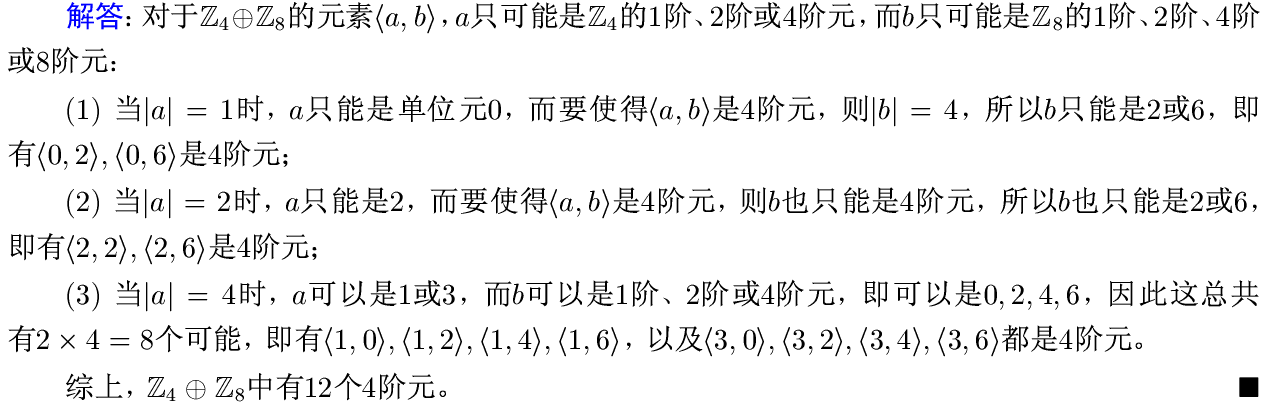 解答: 对于ℤ₄⊕ℤ₈的元素⟨a, b⟩, a只可能是ℤ₄的1阶、2阶或4阶元, 而b只可能是ℤ₈的1阶、2阶、4阶
或8阶元:
(1) 当|a| = 1时, a只能是单位元0, 而要使得⟨a, b⟩是4阶元, 则|b| = 4, 所以b只能是2或6, 即
有⟨0, 2⟩, ⟨0, 6⟩是4阶元;
(2) 当|a| = 2时, a只能是2, 而要使得⟨a, b⟩是4阶元, 则b也只能是4阶元, 所以b也只能是2或6,
即有⟨2, 2⟩, ⟨2, 6⟩是4阶元;
(3) 当|a| = 4时, a可以是1或3, 而b可以是1阶、2阶或4阶元, 即可以是0, 2, 4, 6, 因此这总共
有2 × 4 = 8个可能, 即有⟨1, 0⟩, ⟨1, 2⟩, ⟨1, 4⟩, ⟨1, 6⟩, 以及⟨3, 0⟩, ⟨3, 2⟩, ⟨3, 4⟩, ⟨3, 6⟩都是4阶元。
综上, ℤ₄ ⊕ ℤ₈中有12个4阶元。 ■